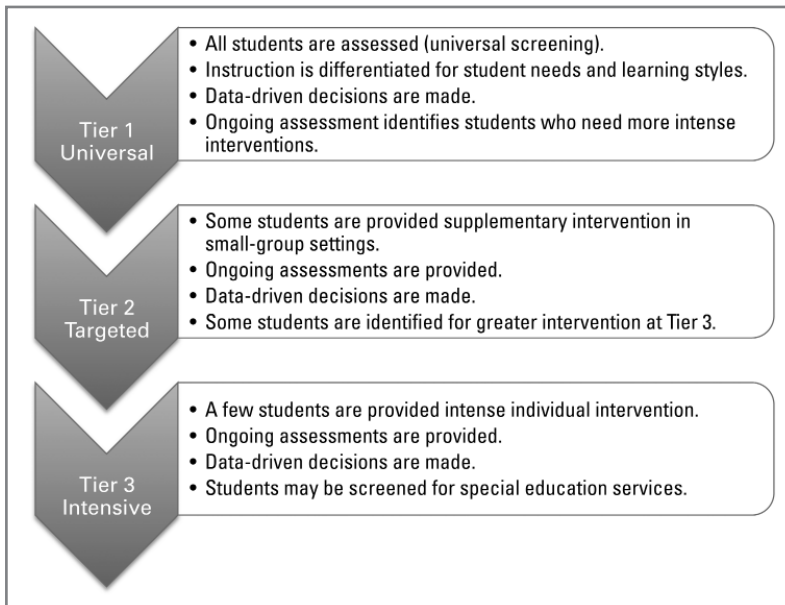 Tier 1
Universal
• All students are assessed (universal screening).
• Instruction is differentiated for student needs and learning styles.
• Data-driven decisions are made.
• Ongoing assessment identifies students who need more intense
interventions.
Tier 2
Targeted
• Some students are provided supplementary intervention in
small-group settings.
• Ongoing assessments are provided.
• Data-driven decisions are made.
• Some students are identified for greater intervention at Tier 3.
Tier 3
Intensive
• A few students are provided intense individual intervention.
• Ongoing assessments are provided.
• Data-driven decisions are made.
• Students may be screened for special education services.